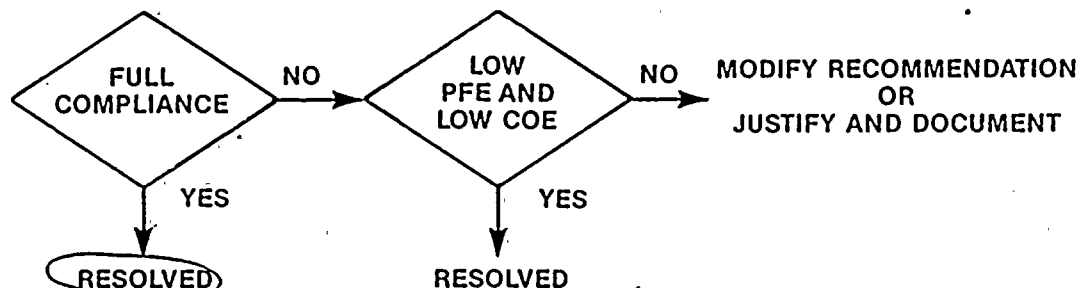 FULL
COMPLIANCE
NO
LOW
PFE AND
LOW COE
NO
MODIFY RECOMMENDATION
OR
JUSTIFY AND DOCUMENT
YES
YES
RESOLVED
RESOLVED